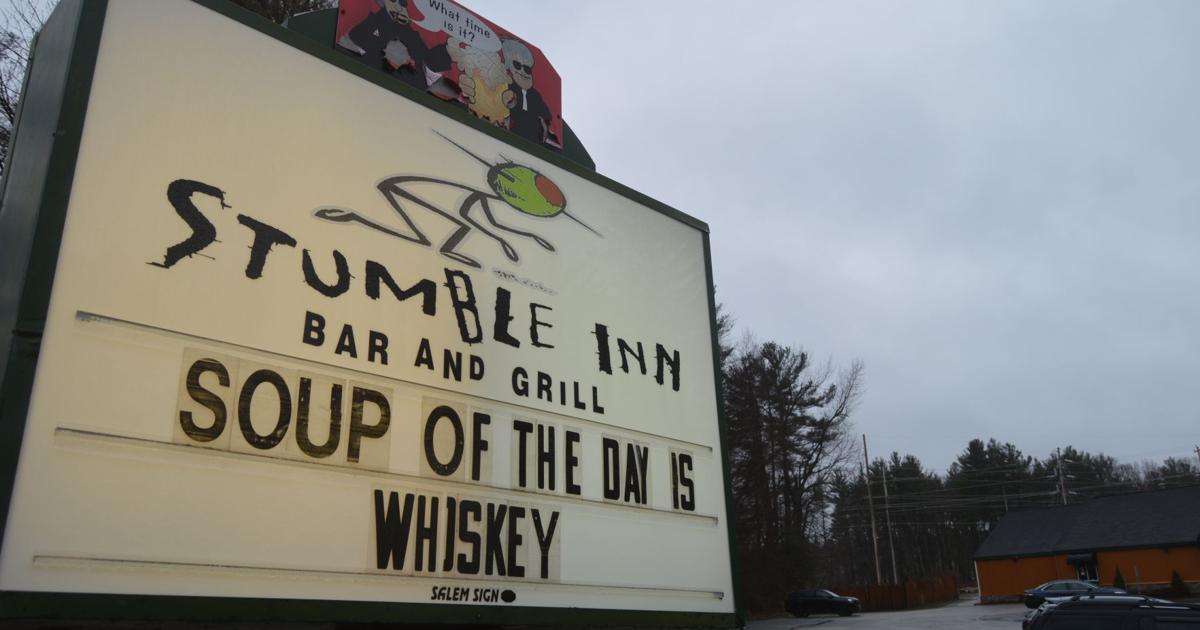 What time
is it?
STUMBLE INN
BAR AND GRILL
SOUP OF THE DAY IS
WHISKEY
SALEM SIGN